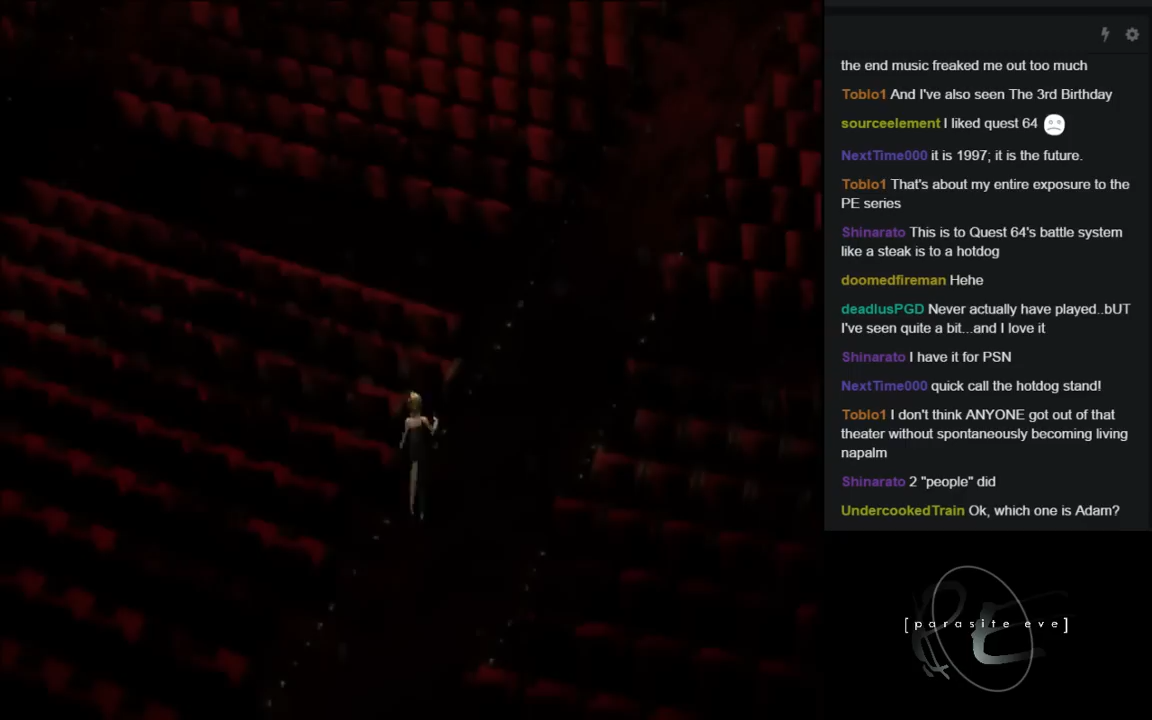 the end music freaked me out too much
Toblo1 And I've also seen The 3rd Birthday
sourceelement I liked quest 64
NextTime000 it is 1997; it is the future.
Toblo1 That's about my entire exposure to the
PE series
Shinarato This is to Quest 64's battle system
like a steak is to a hotdog
doomedfireman Hehe
deadlusPGD Never actually have played..bUT
I've seen quite a bit...and I love it
Shinarato I have it for PSN
NextTime000 quick call the hotdog stand!
Toblo1 I don't think ANYONE got out of that
theater without spontaneously becoming living
napalm
Shinarato 2 "people" did
UndercookedTrain Ok, which one is Adam?
[parasite eve]
PE